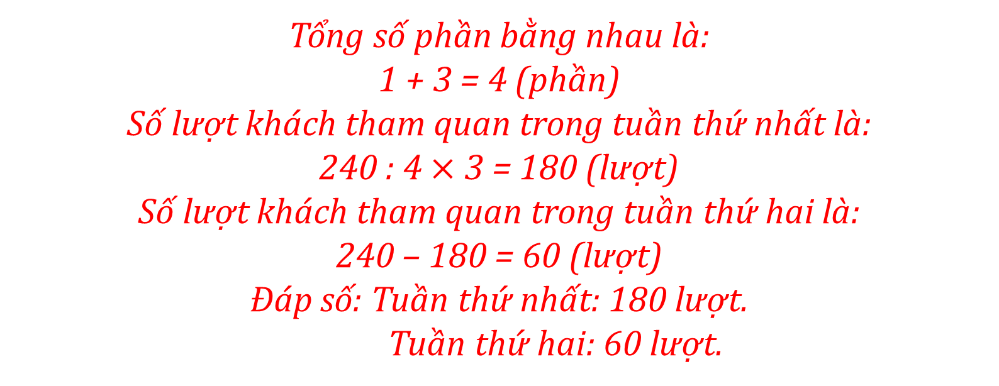 Tổng số phần bằng nhau là:
1 + 3 = 4 (phần)
Số lượt khách tham quan trong tuần thứ nhất là:
240 : 4 × 3 = 180 (lượt)
Số lượt khách tham quan trong tuần thứ hai là:
240 – 180 = 60 (lượt)
Đáp số: Tuần thứ nhất: 180 lượt.
Tuần thứ hai: 60 lượt.